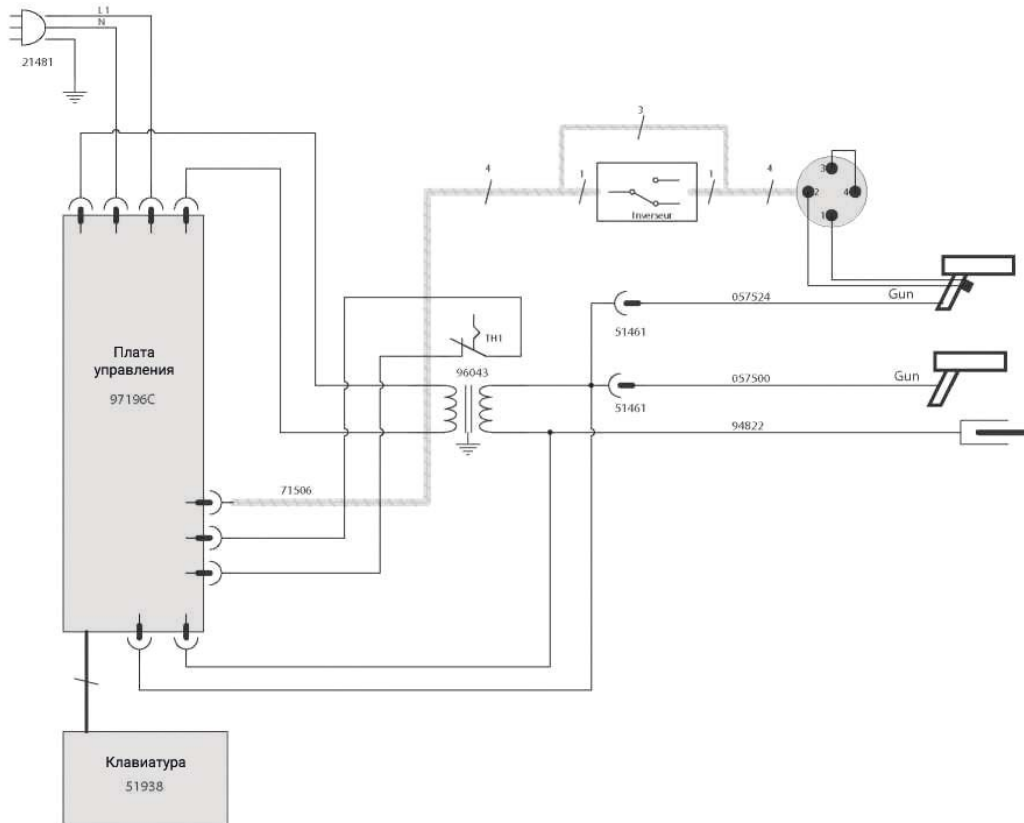 L1
N
21481
3
4
1
1
4
Inverseur
3
2
4
1
057524
Gun
51461
TH1
96043
057500
Gun
51461
94822
Плата
управления
97196C
71506
Клавиатура
51938